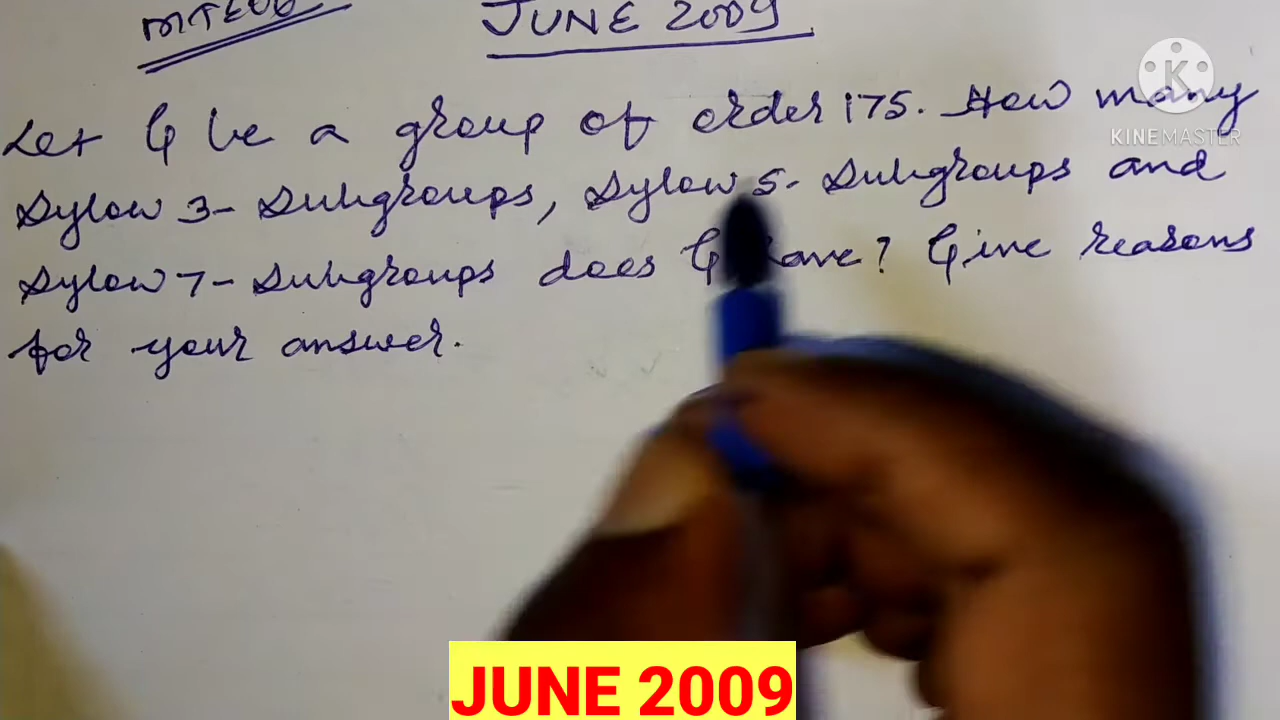 MTE06
JUNE 2009
Let G be a group of order 175. How many
K
KINEMASTER
Sylow 3- Subgroups, Sylow 5- Subgroups and
Sylow 7- Subgroups does G have? Give reasons
for your answer.
JUNE 2009